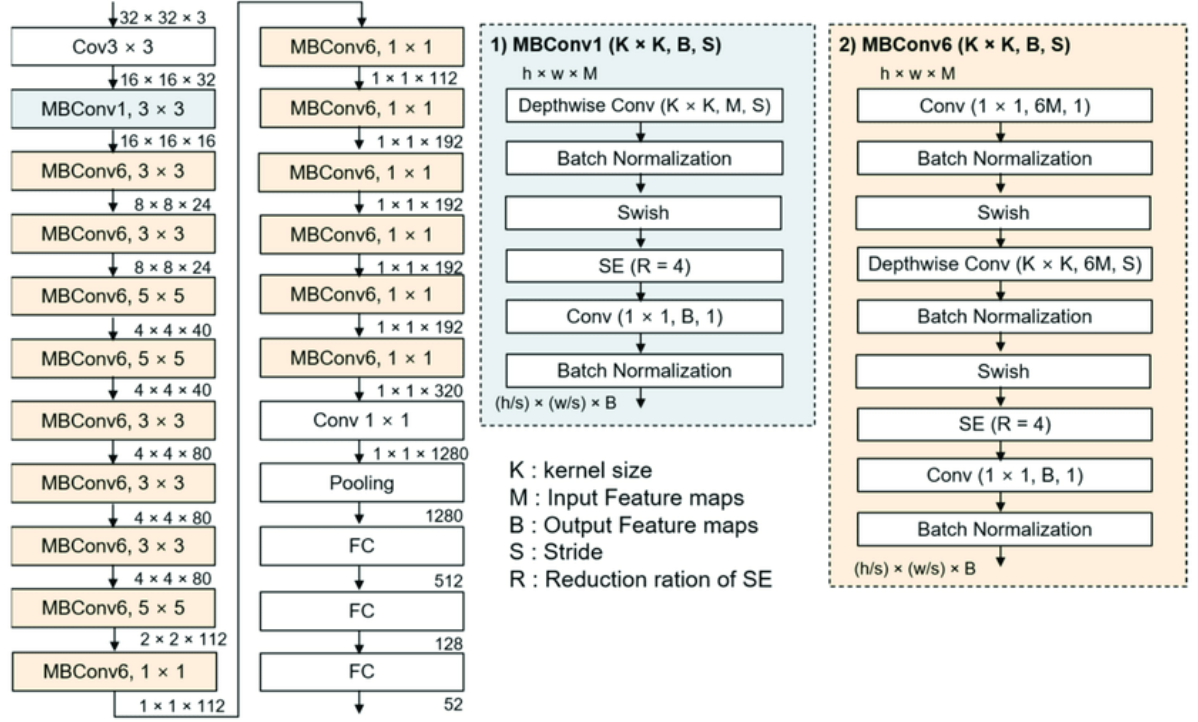 32 × 32 × 3
Cov3 × 3
16 × 16 × 32
MBConv1, 3 × 3
16 × 16 × 16
MBConv6, 3 × 3
8 × 8 × 24
MBConv6, 3 × 3
8 × 8 × 24
MBConv6, 5 × 5
4 × 4 × 40
MBConv6, 5 × 5
4 × 4 × 40
MBConv6, 3 × 3
4 × 4 × 80
MBConv6, 3 × 3
4 × 4 × 80
MBConv6, 3 × 3
4 × 4 × 80
MBConv6, 5 × 5
2 × 2 × 112
MBConv6, 1 × 1
1 × 1 × 112
MBConv6, 1 × 1
1 × 1 × 112
MBConv6, 1 × 1
1 × 1 × 192
MBConv6, 1 × 1
1 × 1 × 192
MBConv6, 1 × 1
1 × 1 × 192
MBConv6, 1 × 1
1 × 1 × 192
MBConv6, 1 × 1
1 × 1 × 320
Conv 1 × 1
1 × 1 × 1280
Pooling
1280
FC
512
FC
128
FC
52
1) MBConv1 (K × K, B, S)
h × w × M
Depthwise Conv (K × K, M, S)
Batch Normalization
Swish
SE (R = 4)
Conv (1 × 1, B, 1)
Batch Normalization
(h/s) × (w/s) × B
K : kernel size
M : Input Feature maps
B : Output Feature maps
S : Stride
R : Reduction ration of SE
2) MBConv6 (K × K, B, S)
h × w × M
Conv (1 × 1, 6M, 1)
Batch Normalization
Swish
Depthwise Conv (K × K, 6M, S)
Batch Normalization
Swish
SE (R = 4)
Conv (1 × 1, B, 1)
Batch Normalization
(h/s) × (w/s) × B